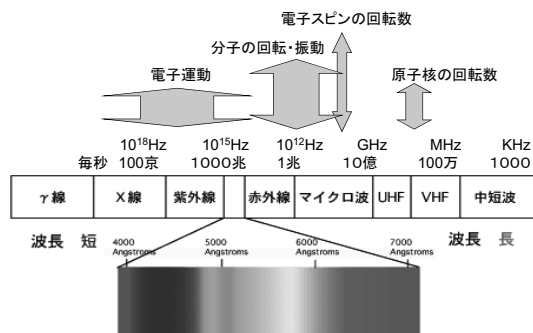 電子スピンの回転数
分子の回転・振動
電子運動
原子核の回転数
10¹⁸Hz 10¹⁵Hz 10¹²Hz GHz MHz KHz
毎秒 100京 1000兆 1兆 10億 100万 1000
γ線 X線 紫外線 赤外線 マイクロ波 UHF VHF 中短波
波長 短 波長 長
4000 5000 6000 7000
Angstroms Angstroms Angstroms Angstroms